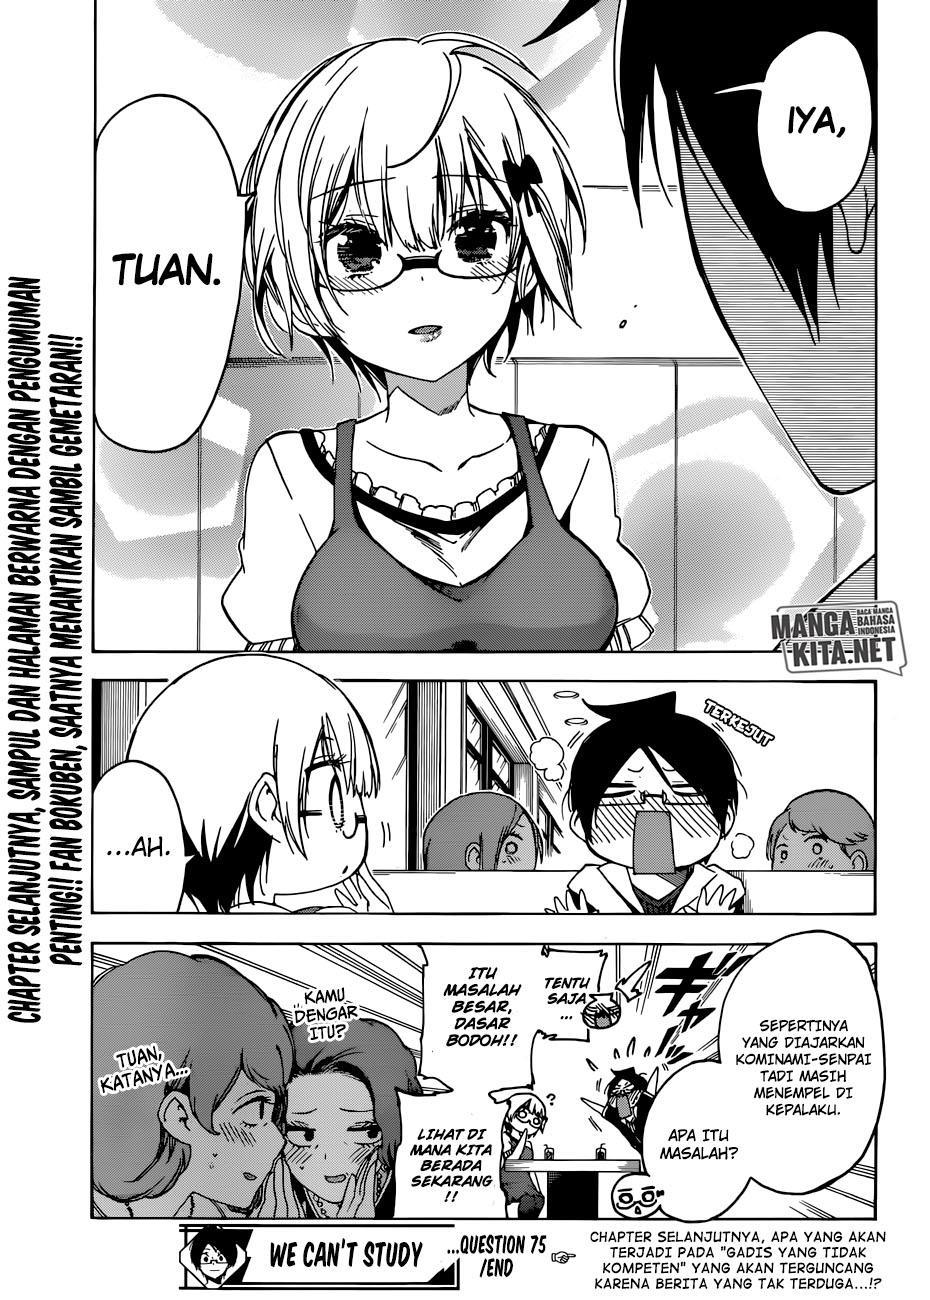 IYA,
TUAN.
CHAPTER SELANJUTNYA, SAMPUL DAN HALAMAN BERWARNA DENGAN PENGUMUMAN
PENTING!! FAN BOKUBEN, SAATNYA MENANTIKAN SAMBIL GEMETARAN!!
MANGA
KITA.NET
BACA MANGA
BAHASA
INDONESIA
TERKEJUT
...AH.
SEPERTINYA
YANG DIAJARKAN
KOMINAMI-SENPAI
TADI MASIH
MENEMPEL DI
KEPALAKU.
APA ITU
MASALAH?
TENTU
SAJA
...
ITU
MASALAH
BESAR,
DASAR
BODOH!!
?
LIHAT DI
MANA KITA
BERADA
SEKARANG
!!
KAMU
DENGAR
ITU?
TUAN,
KATANYA...
WE CAN'T STUDY
...QUESTION 75
/END
CHAPTER SELANJUTNYA, APA YANG AKAN
TERJADI PADA "GADIS YANG TIDAK
KOMPETEN" YANG AKAN TERGUNCANG
KARENA BERITA YANG TAK TERDUGA...!?